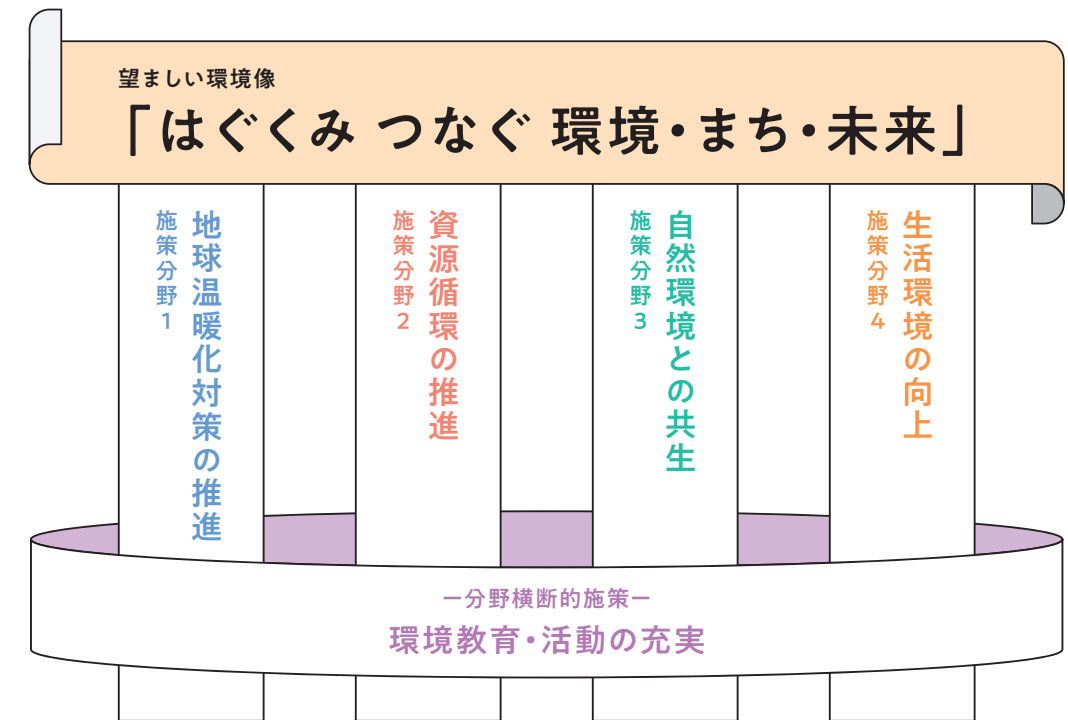 望ましい環境像
「はぐくみ つなぐ 環境・まち・未来」
施策分野1
地球温暖化対策の推進
施策分野2
資源循環の推進
施策分野3
自然環境との共生
施策分野4
生活環境の向上
ー分野横断的施策ー
環境教育・活動の充実